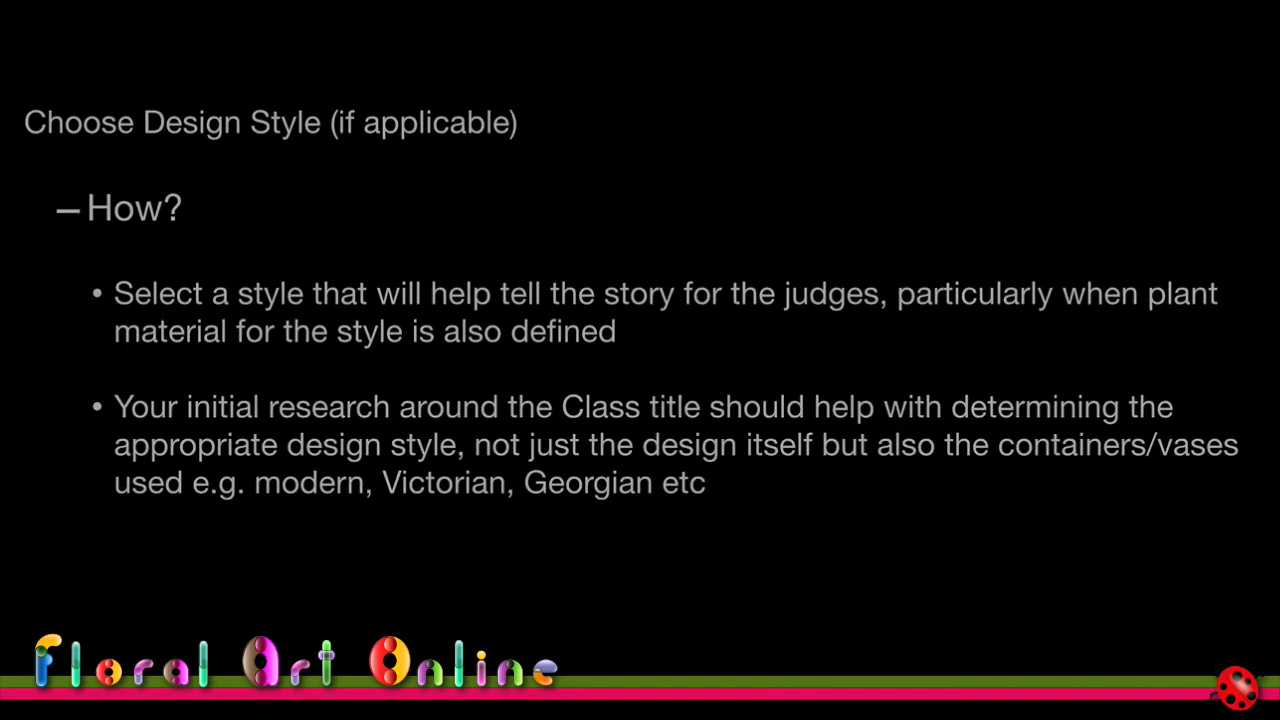 Choose Design Style (if applicable)
– How?
• Select a style that will help tell the story for the judges, particularly when plant
material for the style is also defined
• Your initial research around the Class title should help with determining the
appropriate design style, not just the design itself but also the containers/vases
used e.g. modern, Victorian, Georgian etc
Floral Art Online